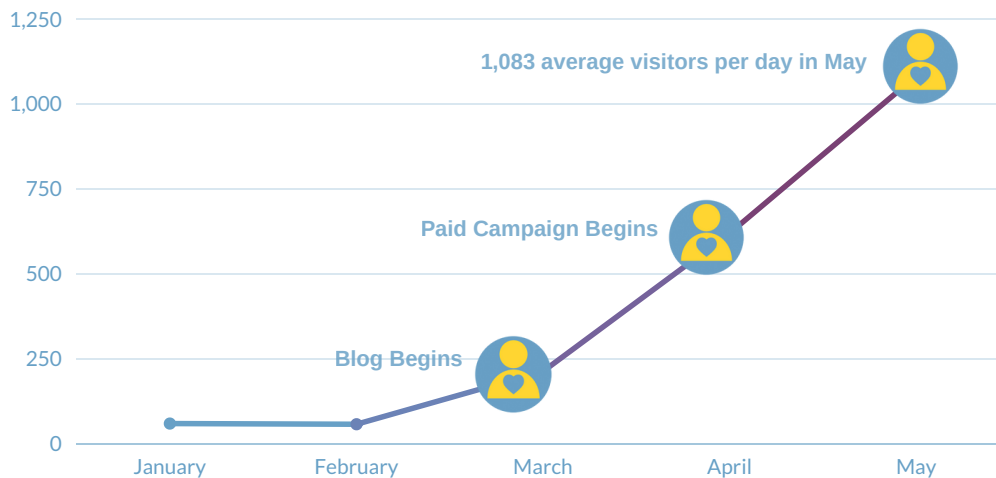 1,250
1,083 average visitors per day in May
1,000
750
Paid Campaign Begins
500
250
Blog Begins
0
January February March April May